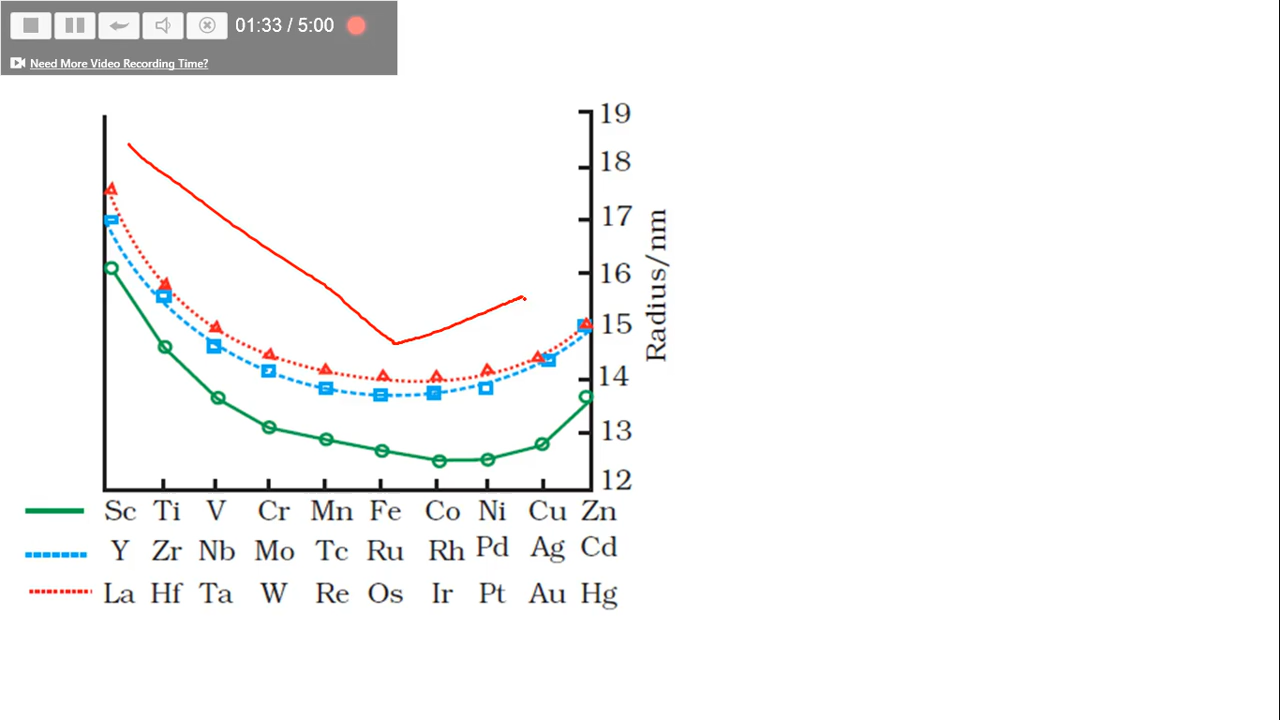 01:33 / 5:00
Need More Video Recording Time?
19
18
17
16
15
14
13
12
Radius/nm
Sc Ti V Cr Mn Fe Co Ni Cu Zn
Y Zr Nb Mo Tc Ru Rh Pd Ag Cd
La Hf Ta W Re Os Ir Pt Au Hg